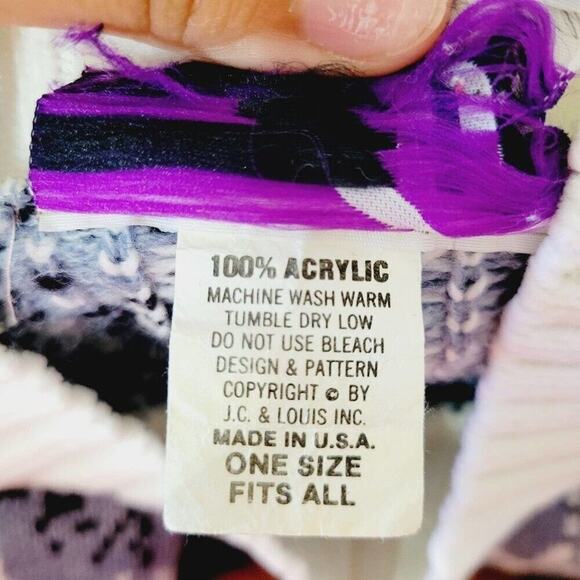 100% ACRYLIC
MACHINE WASH WARM
TUMBLE DRY LOW
DO NOT USE BLEACH
DESIGN & PATTERN
COPYRIGHT © BY
J.C. & LOUIS INC.
MADE IN U.S.A.
ONE SIZE
FITS ALL